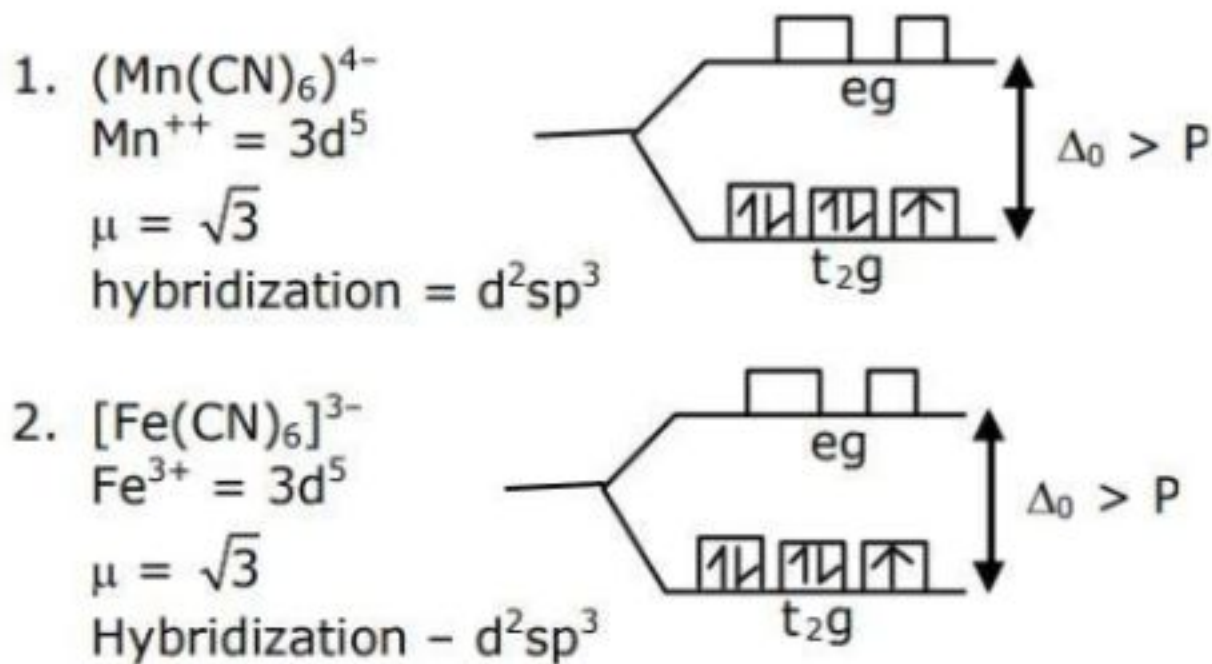 1. (Mn(CN)₆)⁴⁻
Mn⁺⁺ = 3d⁵
μ = √3
hybridization = d²sp³
eg
Δ₀ > P
t₂g
2. [Fe(CN)₆]³⁻
Fe³⁺ = 3d⁵
μ = √3
Hybridization – d²sp³
eg
Δ₀ > P
t₂g